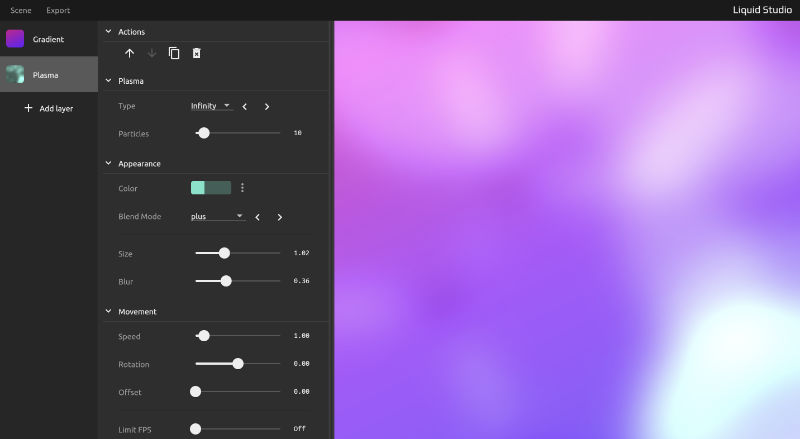 Scene Export Liquid Studio
Gradient
Plasma
Add layer
Actions
Plasma
Type Infinity
Particles 10
Appearance
Color
Blend Mode plus
Size 1.02
Blur 0.36
Movement
Speed 1.00
Rotation 0.00
Offset 0.00
Limit FPS Off